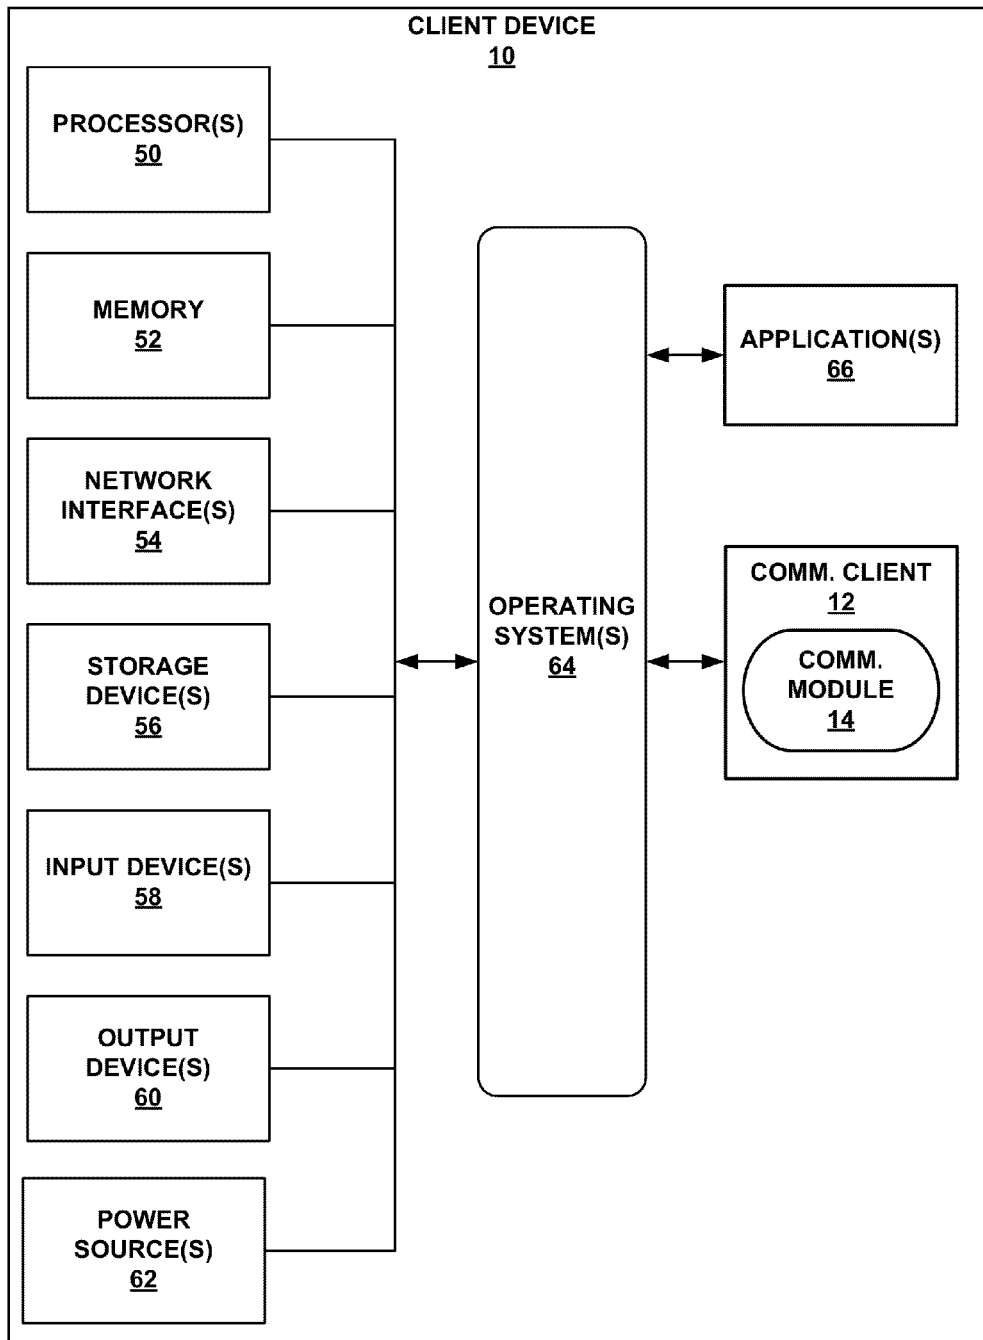 CLIENT DEVICE
10
PROCESSOR(S)
50
MEMORY
52
NETWORK
INTERFACE(S)
54
STORAGE
DEVICE(S)
56
INPUT DEVICE(S)
58
OUTPUT
DEVICE(S)
60
POWER
SOURCE(S)
62
OPERATING
SYSTEM(S)
64
APPLICATION(S)
66
COMM. CLIENT
12
COMM.
MODULE
14